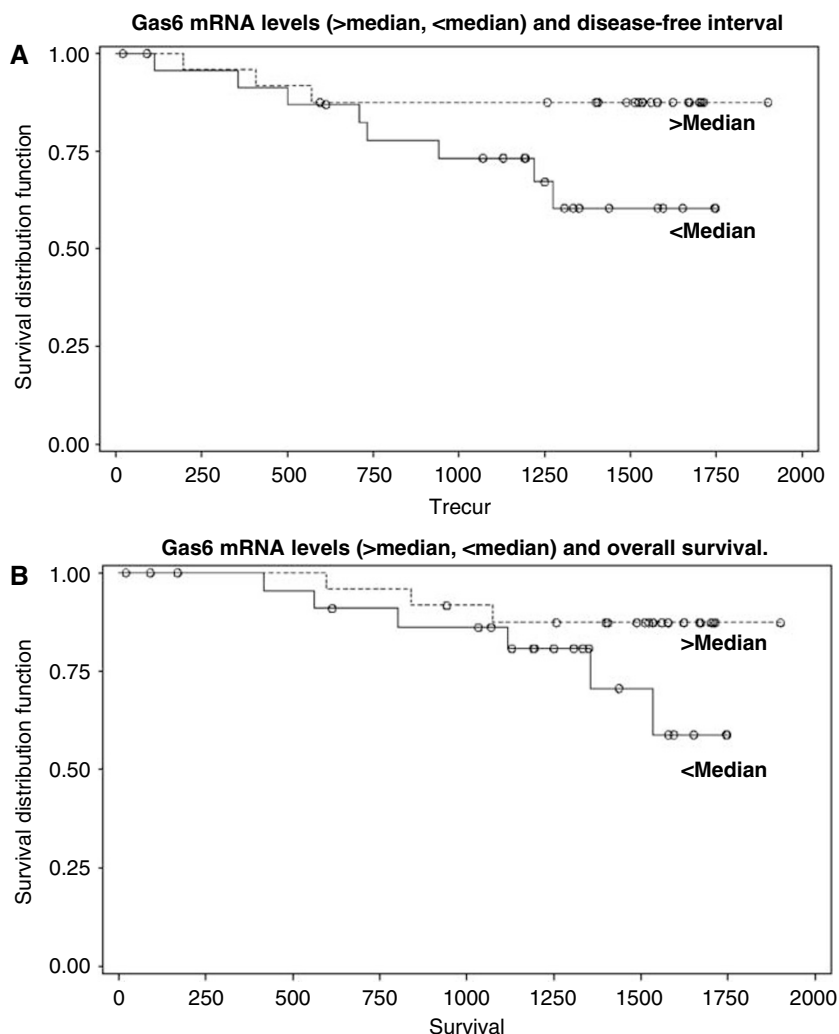 Gas6 mRNA levels (>median, <median) and disease-free interval
A
1.00
0.75
0.50
0.25
0.00
Survival distribution function
>Median
<Median
0 250 500 750 1000 1250 1500 1750 2000
Trecur
Gas6 mRNA levels (>median, <median) and overall survival.
B
1.00
0.75
0.50
0.25
0.00
Survival distribution function
>Median
<Median
0 250 500 750 1000 1250 1500 1750 2000
Survival